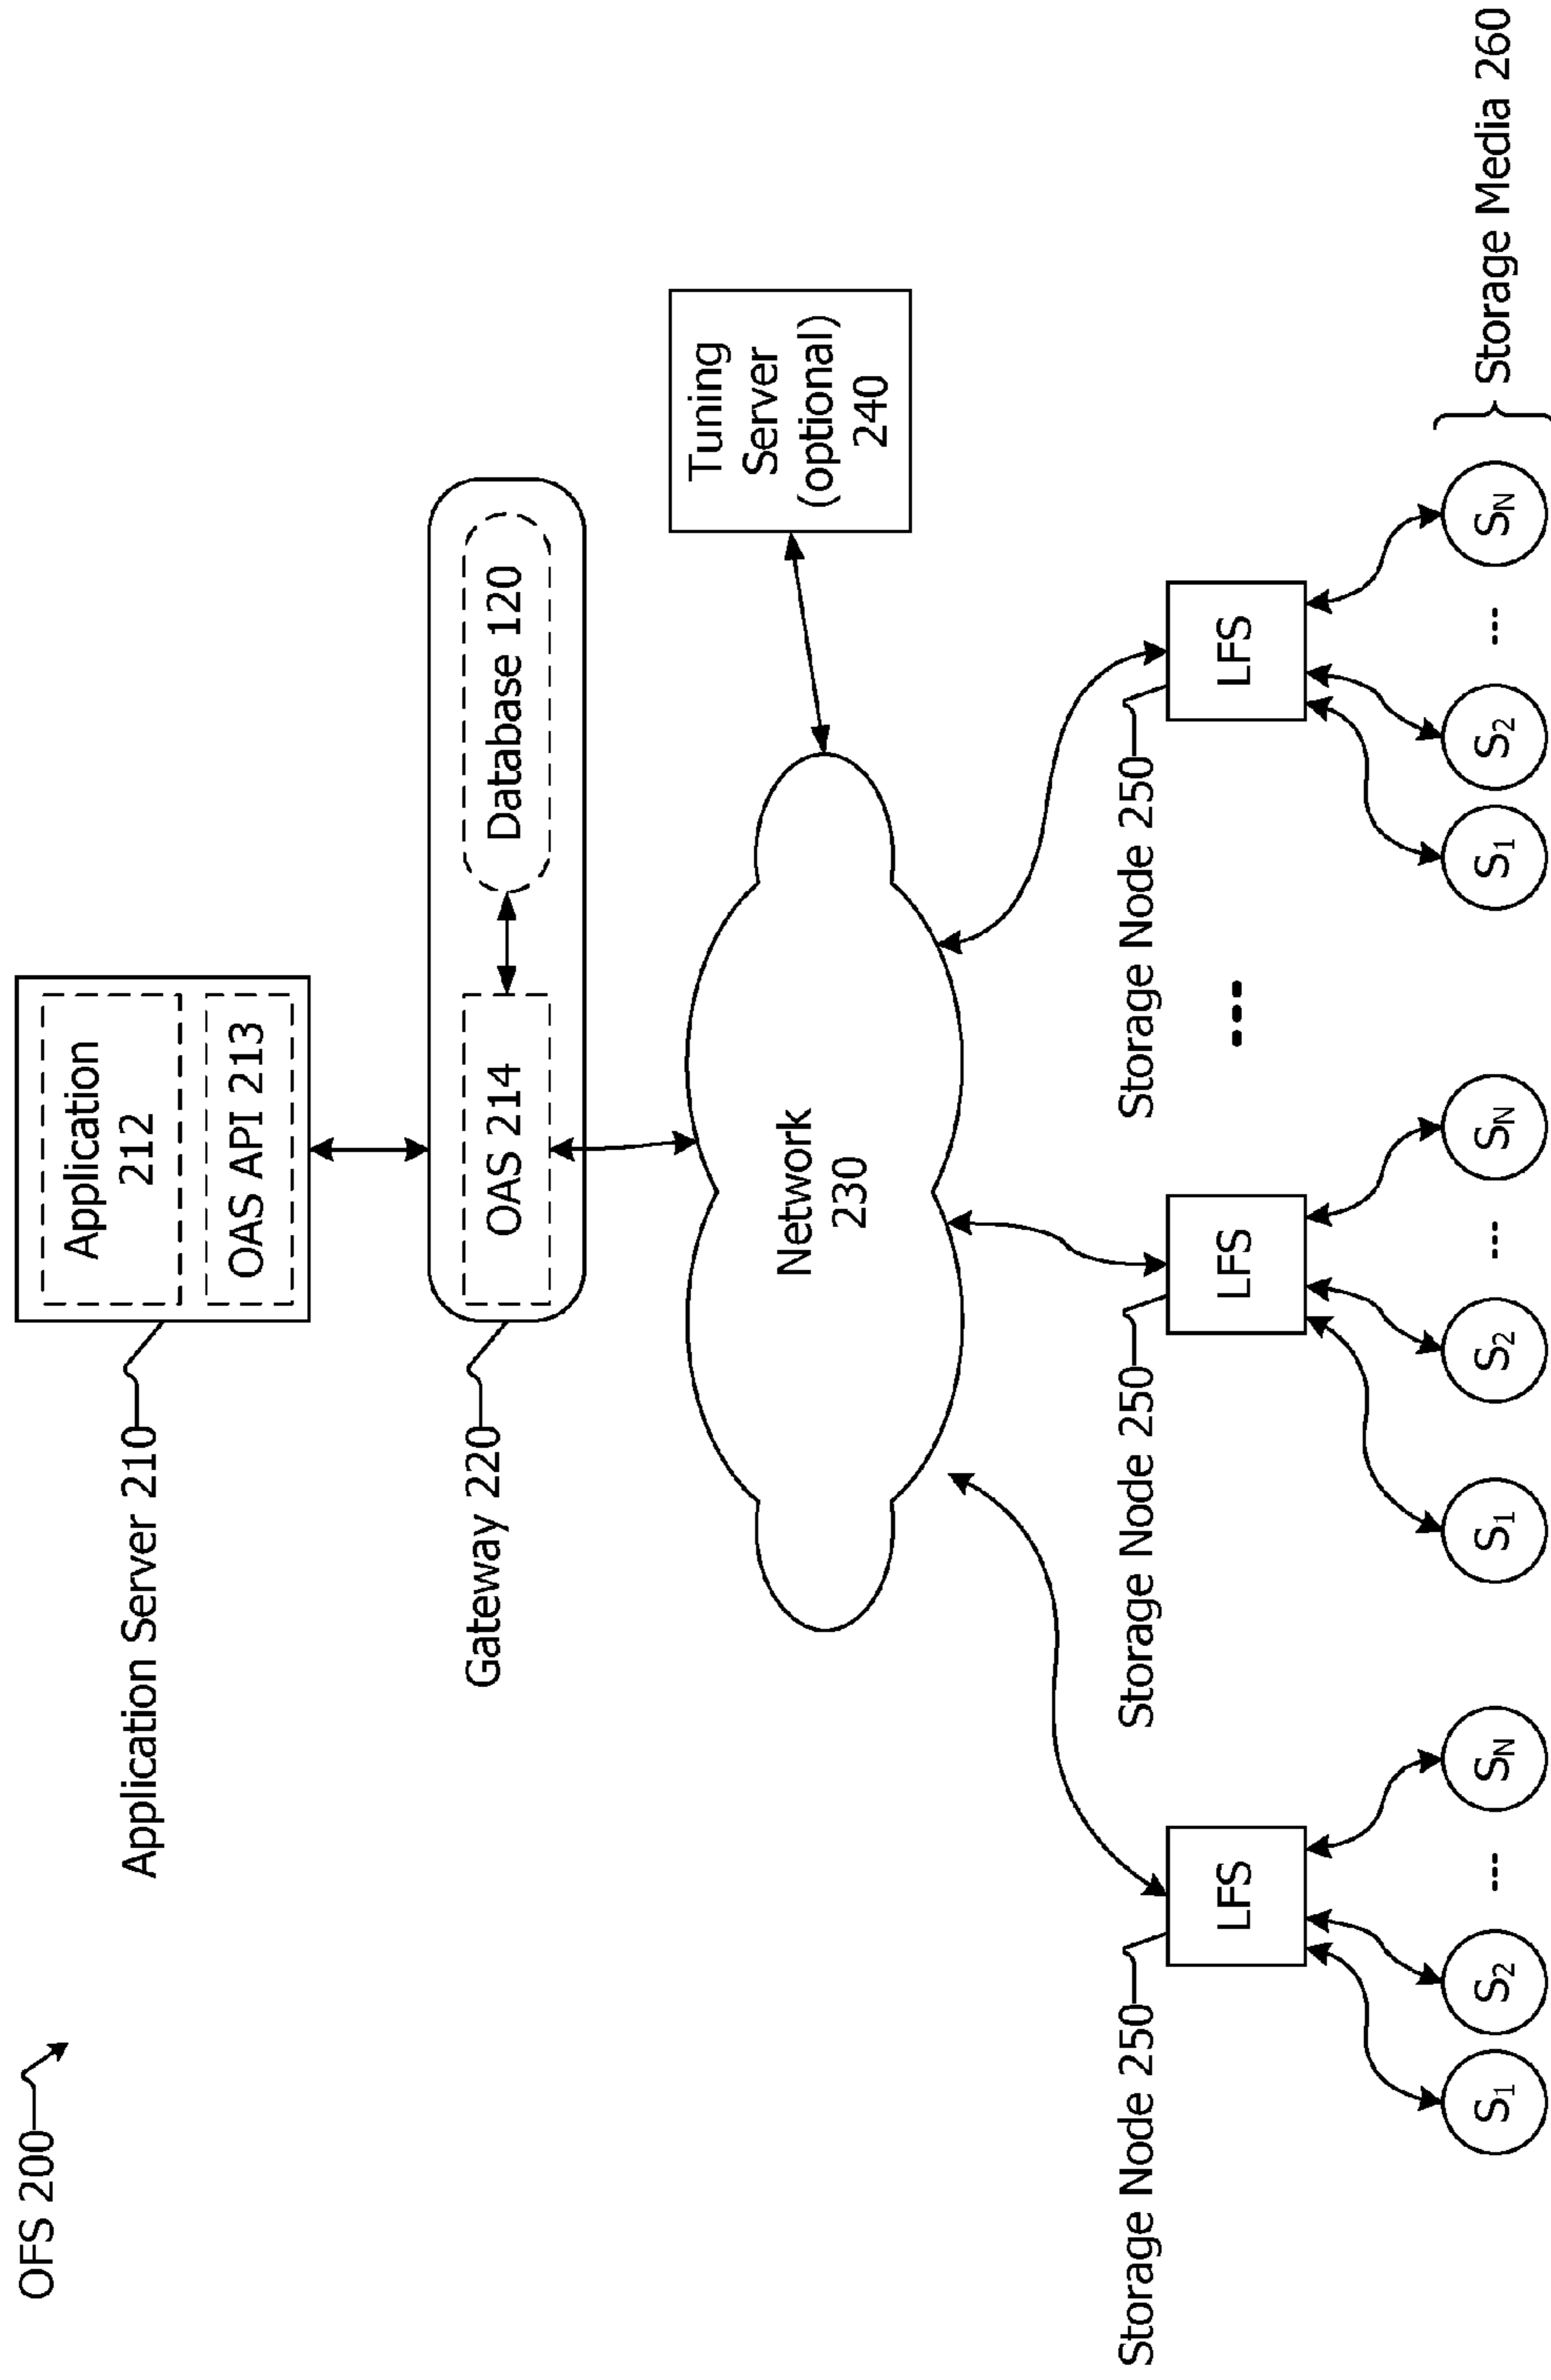 OFS 200
Application Server 210
Application
212
OAS API 213
Gateway 220
OAS 214
Database 120
Network
230
Tuning
Server
(optional)
240
Storage Node 250
Storage Node 250
Storage Node 250
LFS
LFS
...
LFS
S1
S2
...
SN
S1
S2
...
SN
S1
S2
...
SN
Storage Media 260